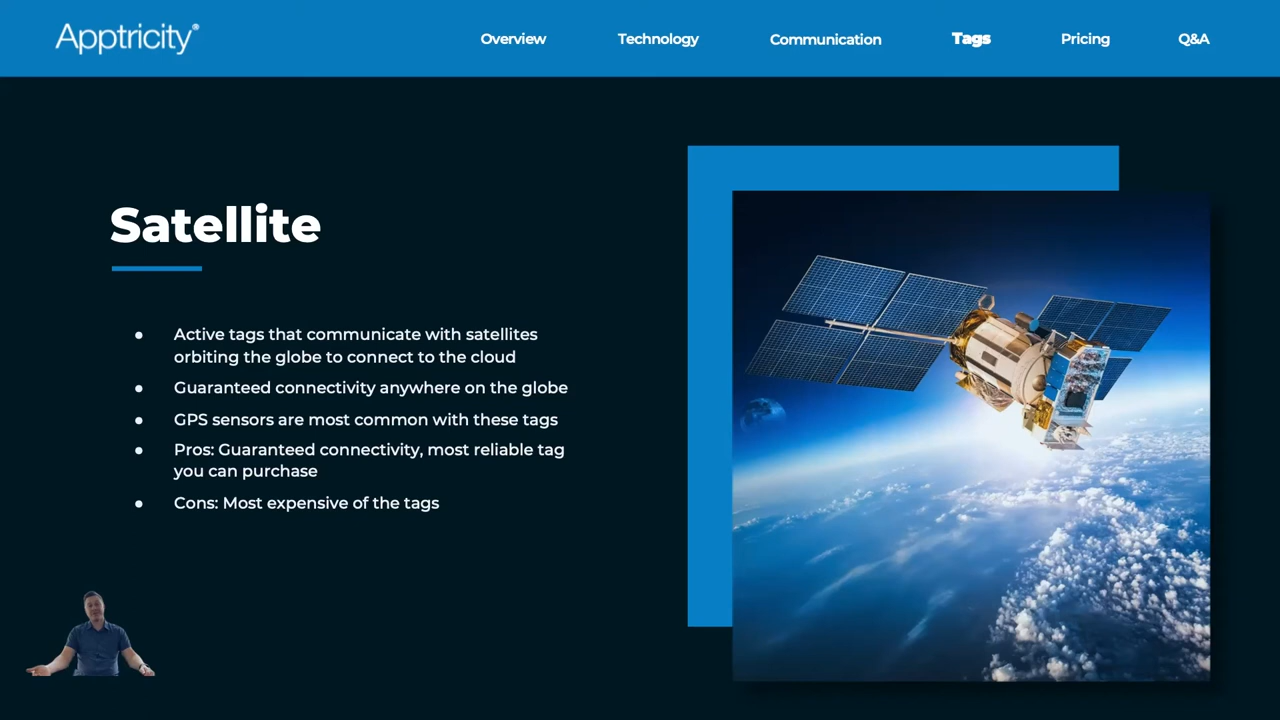 Apptricity®
Overview
Technology
Communication
Tags
Pricing
Q&A
Satellite
● Active tags that communicate with satellites
orbiting the globe to connect to the cloud
● Guaranteed connectivity anywhere on the globe
● GPS sensors are most common with these tags
● Pros: Guaranteed connectivity, most reliable tag
you can purchase
● Cons: Most expensive of the tags